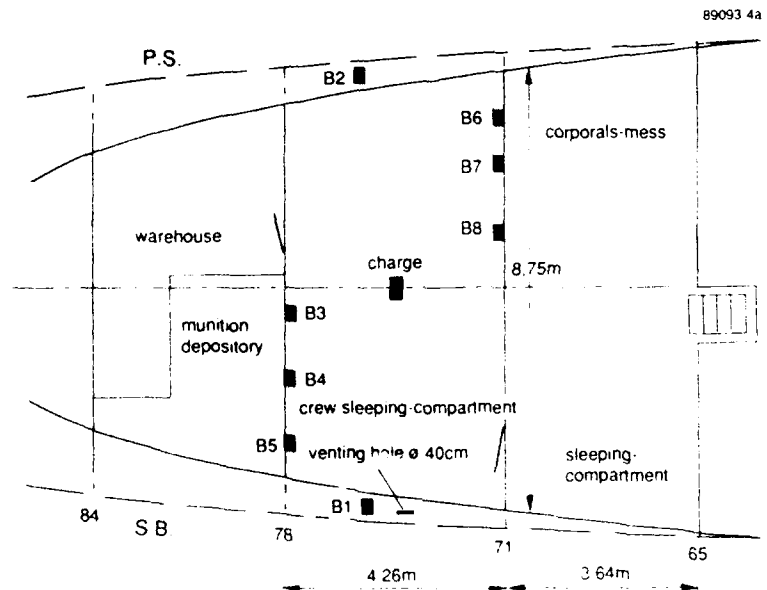 89093 4a
P.S.
B2
B6
corporals-mess
B7
warehouse
B8
charge
8,75m
B3
munition
depository
B4
crew sleeping-compartment
B5
venting hole ø 40cm
sleeping-
compartment
84
S B.
78
B1
71
65
4 26m
3 64m